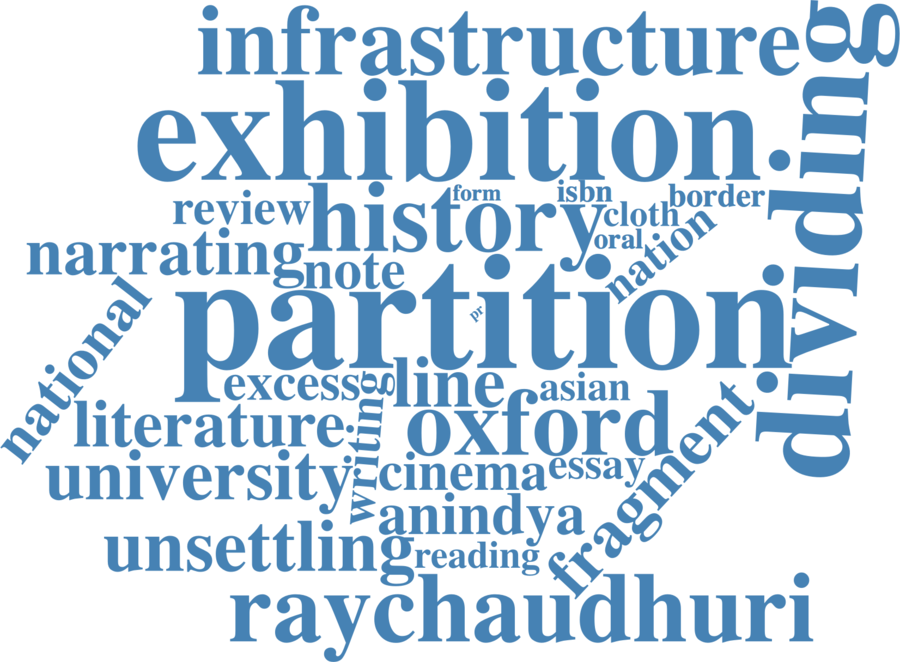 infrastructure
dividing
exhibition
review
history
form
isbn
border
cloth
oral
nation
narrating
note
partition
pr
national
excess
line
asian
literature
writing
oxford
fragment
university
cinema
essay
anindya
unsettling
reading
raychaudhuri